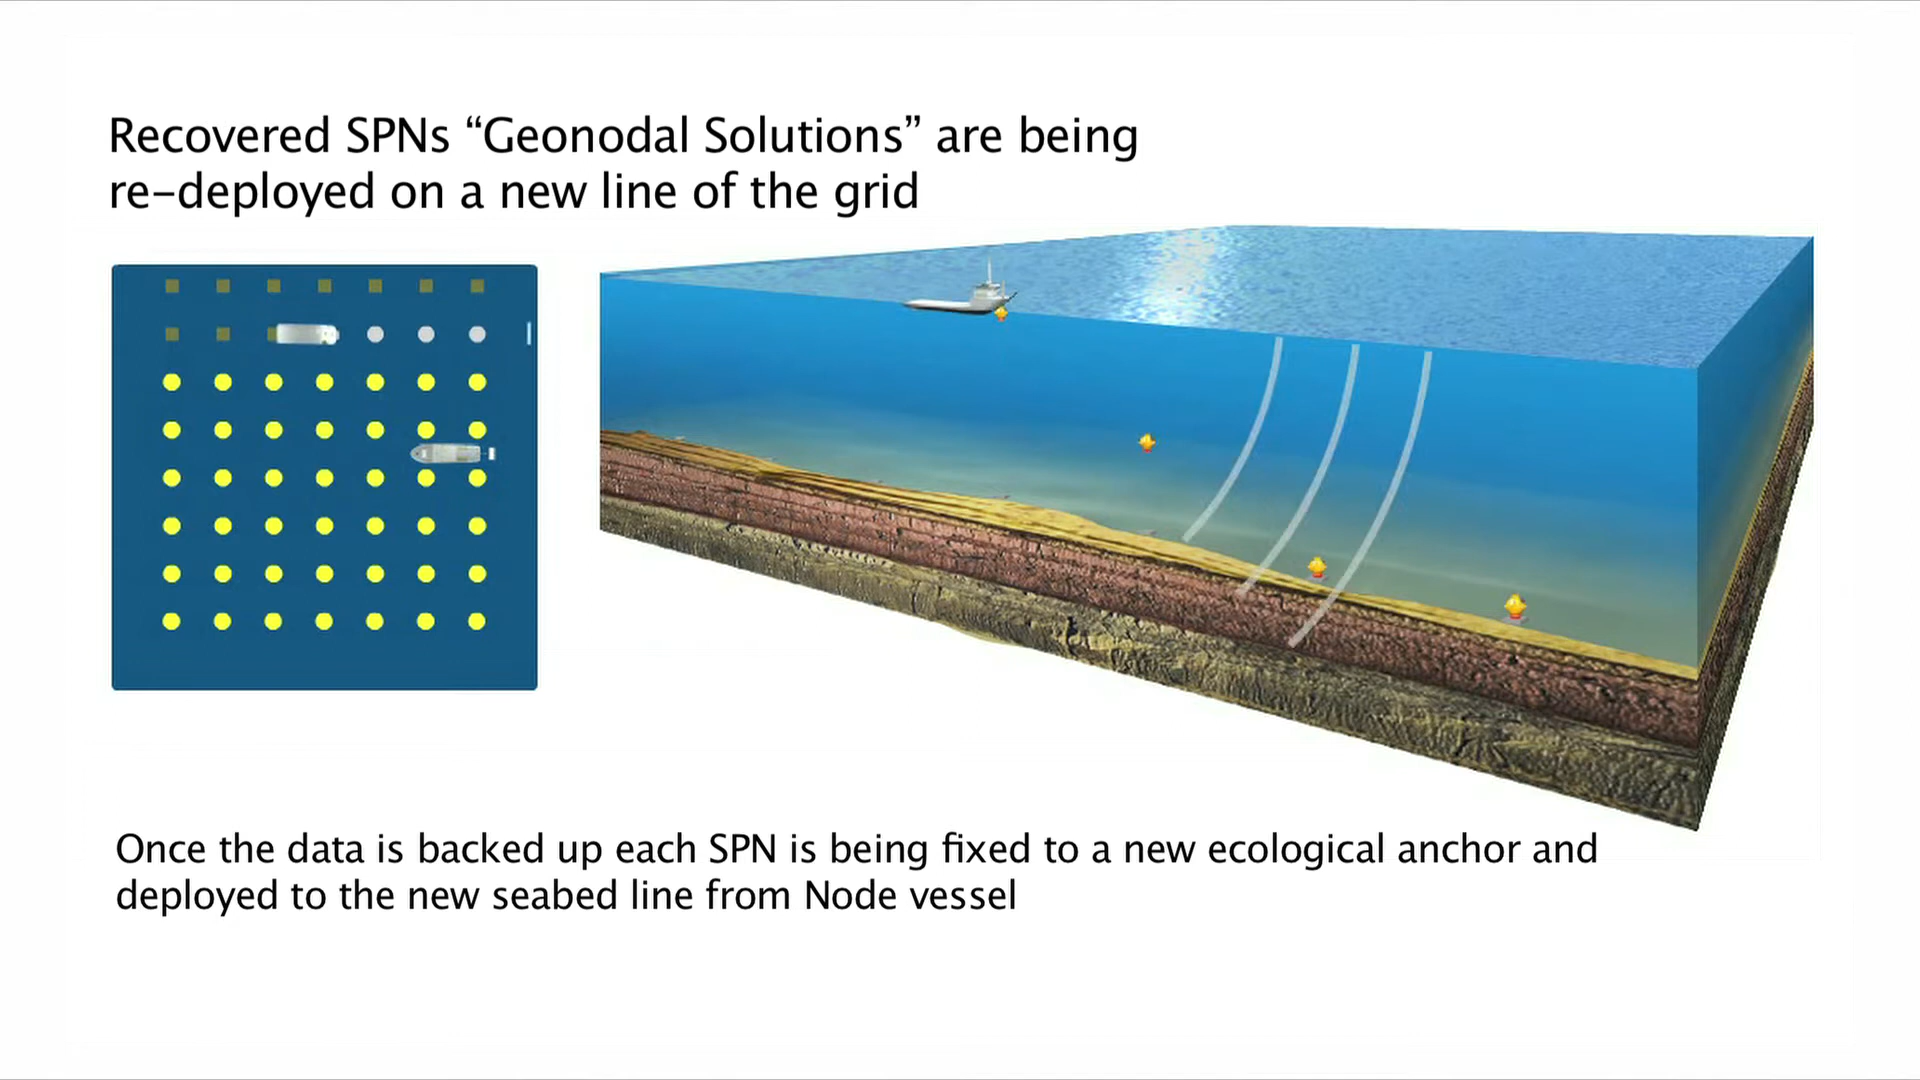 Recovered SPNs “Geonodal Solutions” are being
re-deployed on a new line of the grid
Once the data is backed up each SPN is being fixed to a new ecological anchor and
deployed to the new seabed line from Node vessel